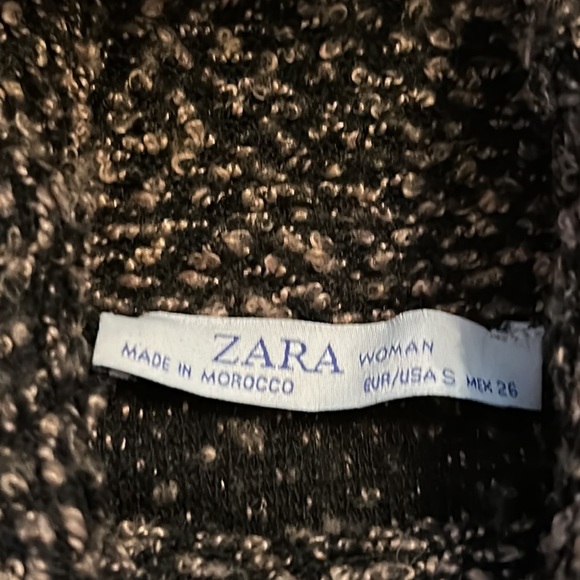 ZARA WOMAN
MADE IN MOROCCO EUR/USA S MEX 26